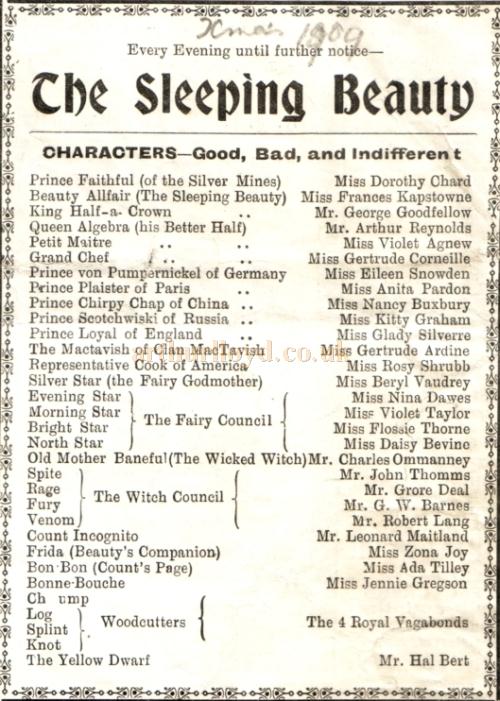 Xmas 1909
Every Evening until further notice—
The Sleeping Beauty
CHARACTERS—Good, Bad, and Indifferent
Prince Faithful (of the Silver Mines) Miss Dorothy Chard
Beauty Allfair (The Sleeping Beauty) Miss Frances Kapstowne
King Half-a-Crown .. Mr. George Goodfellow
Queen Algebra (his Better Half) Mr. Arthur Reynolds
Petit Maitre .. .. Miss Violet Agnew
Grand Chef .. .. Miss Gertrude Corneille
Prince von Pumpernickel of Germany Miss Eileen Snowden
Prince Plaister of Paris .. Miss Anita Pardon
Prince Chirpy Chap of China .. Miss Nancy Buxbury
Prince Scotchwiski of Russia .. Miss Kitty Graham
Prince Loyal of England .. Miss Glady Silverre
The Mactavish of Clan MacTavish Miss Gertrude Ardine
arthurlloyd.co.uk
Representative Cook of America Miss Rosy Shrubb
Silver Star (the Fairy Godmother) Miss Beryl Vaudrey
Evening Star Miss Nina Dawes
Morning Star Miss Violet Taylor
The Fairy Council
Bright Star Miss Flossie Thorne
North Star Miss Daisy Bevine
Old Mother Baneful (The Wicked Witch) Mr. Charles Ommanney
Spite Mr. John Thomms
Rage Mr. Grore Deal
The Witch Council
Fury Mr. G. W. Barnes
Venom Mr. Robert Lang
Count Incognito Mr. Leonard Maitland
Frida (Beauty's Companion) Miss Zona Joy
Bon-Bon (Count's Page) Miss Ada Tilley
Bonne-Bouche Miss Jennie Gregson
Ch ump
Log
Woodcutters The 4 Royal Vagabonds
Splint
Knot
The Yellow Dwarf Mr. Hal Bert